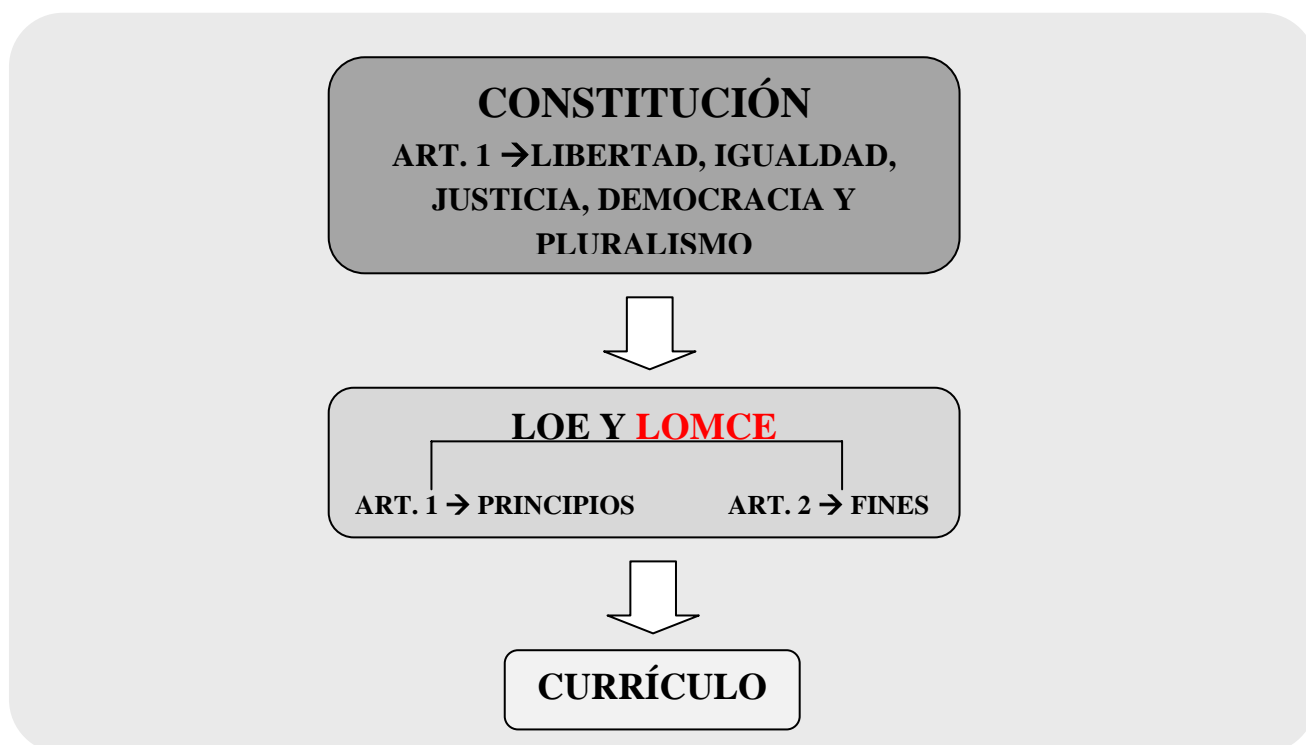 CONSTITUCIÓN
ART. 1 →LIBERTAD, IGUALDAD,
JUSTICIA, DEMOCRACIA Y
PLURALISMO
LOE Y LOMCE
ART. 1 → PRINCIPIOS ART. 2 → FINES
CURRÍCULO